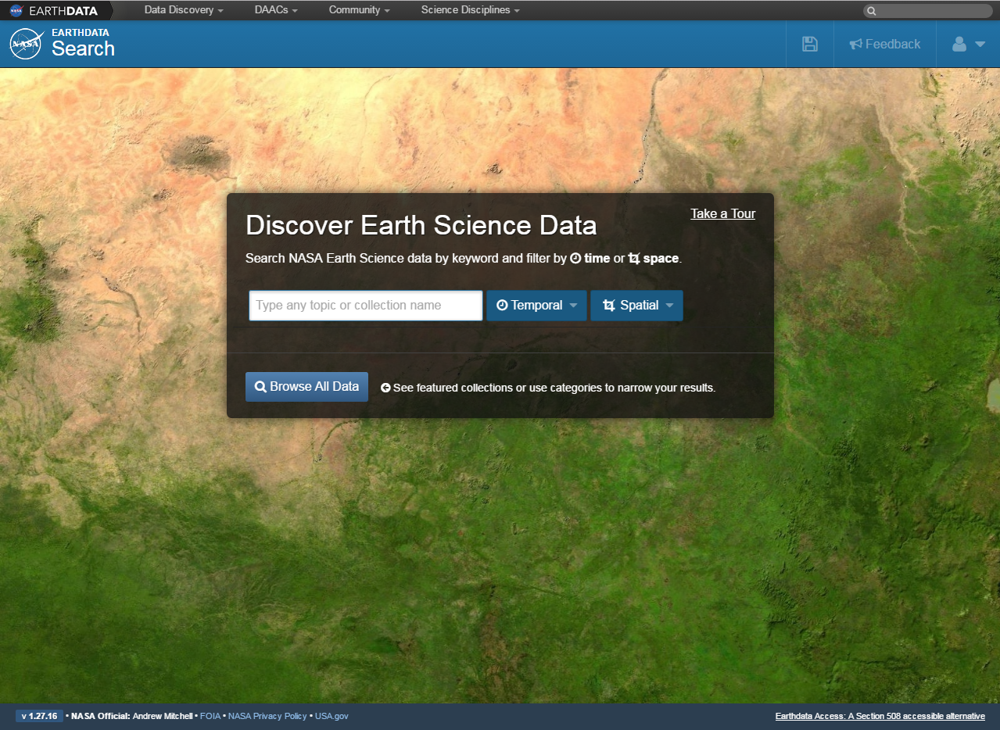 NASA EARTHDATA Data Discovery DAACs Community Science Disciplines
NASA EARTHDATA
Search
Feedback
Take a Tour
Discover Earth Science Data
Search NASA Earth Science data by keyword and filter by time or space.
Type any topic or collection name Temporal Spatial
Browse All Data See featured collections or use categories to narrow your results.
v 1.27.16 • NASA Official: Andrew Mitchell • FOIA • NASA Privacy Policy • USA.gov Earthdata Access: A Section 508 accessible alternative